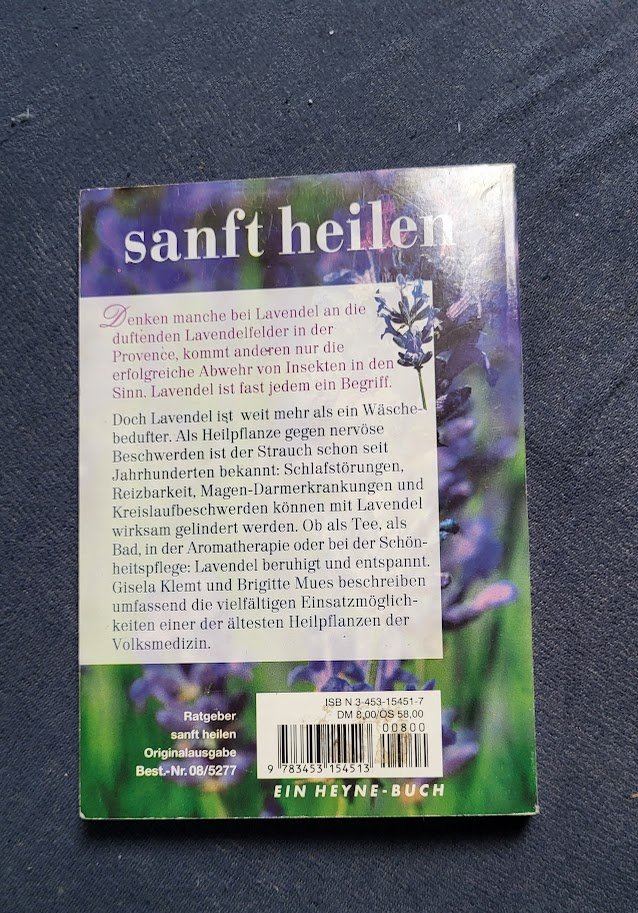 sanft heilen
Denken manche bei Lavendel an die
duftenden Lavendelfelder in der
Provence, kommt anderen nur die
erfolgreiche Abwehr von Insekten in den
Sinn. Lavendel ist fast jedem ein Begriff.
Doch Lavendel ist weit mehr als ein Wäsche-
bedufter. Als Heilpflanze gegen nervöse
Beschwerden ist der Strauch schon seit
Jahrhunderten bekannt: Schlafstörungen,
Reizbarkeit, Magen-Darmerkrankungen und
Kreislaufbeschwerden können mit Lavendel
wirksam gelindert werden. Ob als Tee, als
Bad, in der Aromatherapie oder bei der Schön-
heitspflege: Lavendel beruhigt und entspannt.
Gisela Klemt und Brigitte Mues beschreiben
umfassend die vielfältigen Einsatzmöglich-
keiten einer der ältesten Heilpflanzen der
Volksmedizin.
Ratgeber
sanft heilen
Originalausgabe
Best.-Nr. 08/5277
ISBN 3-453-15451-7
DM 8,00/ÖS 58,00
00800
9 783453 154513
EIN HEYNE-BUCH